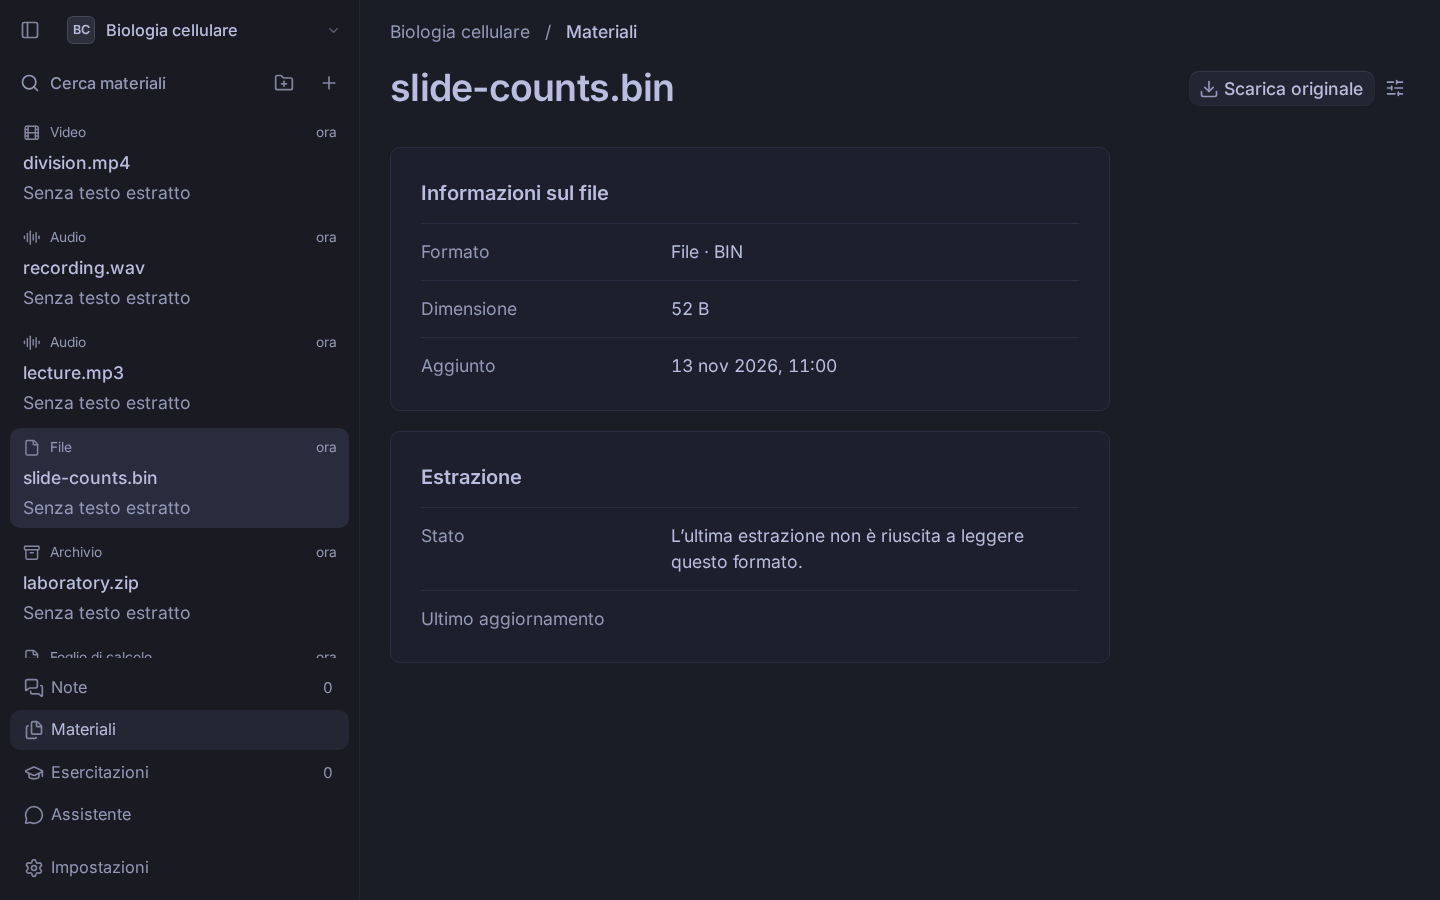 BC Biologia cellulare
Cerca materiali
Video ora
division.mp4
Senza testo estratto
Audio ora
recording.wav
Senza testo estratto
Audio ora
lecture.mp3
Senza testo estratto
File ora
slide-counts.bin
Senza testo estratto
Archivio ora
laboratory.zip
Senza testo estratto
Foglio di calcolo ora
Note 0
Materiali
Esercitazioni 0
Assistente
Impostazioni
Biologia cellulare / Materiali
slide-counts.bin
Scarica originale
Informazioni sul file
Formato File · BIN
Dimensione 52 B
Aggiunto 13 nov 2026, 11:00
Estrazione
Stato L’ultima estrazione non è riuscita a leggere
questo formato.
Ultimo aggiornamento